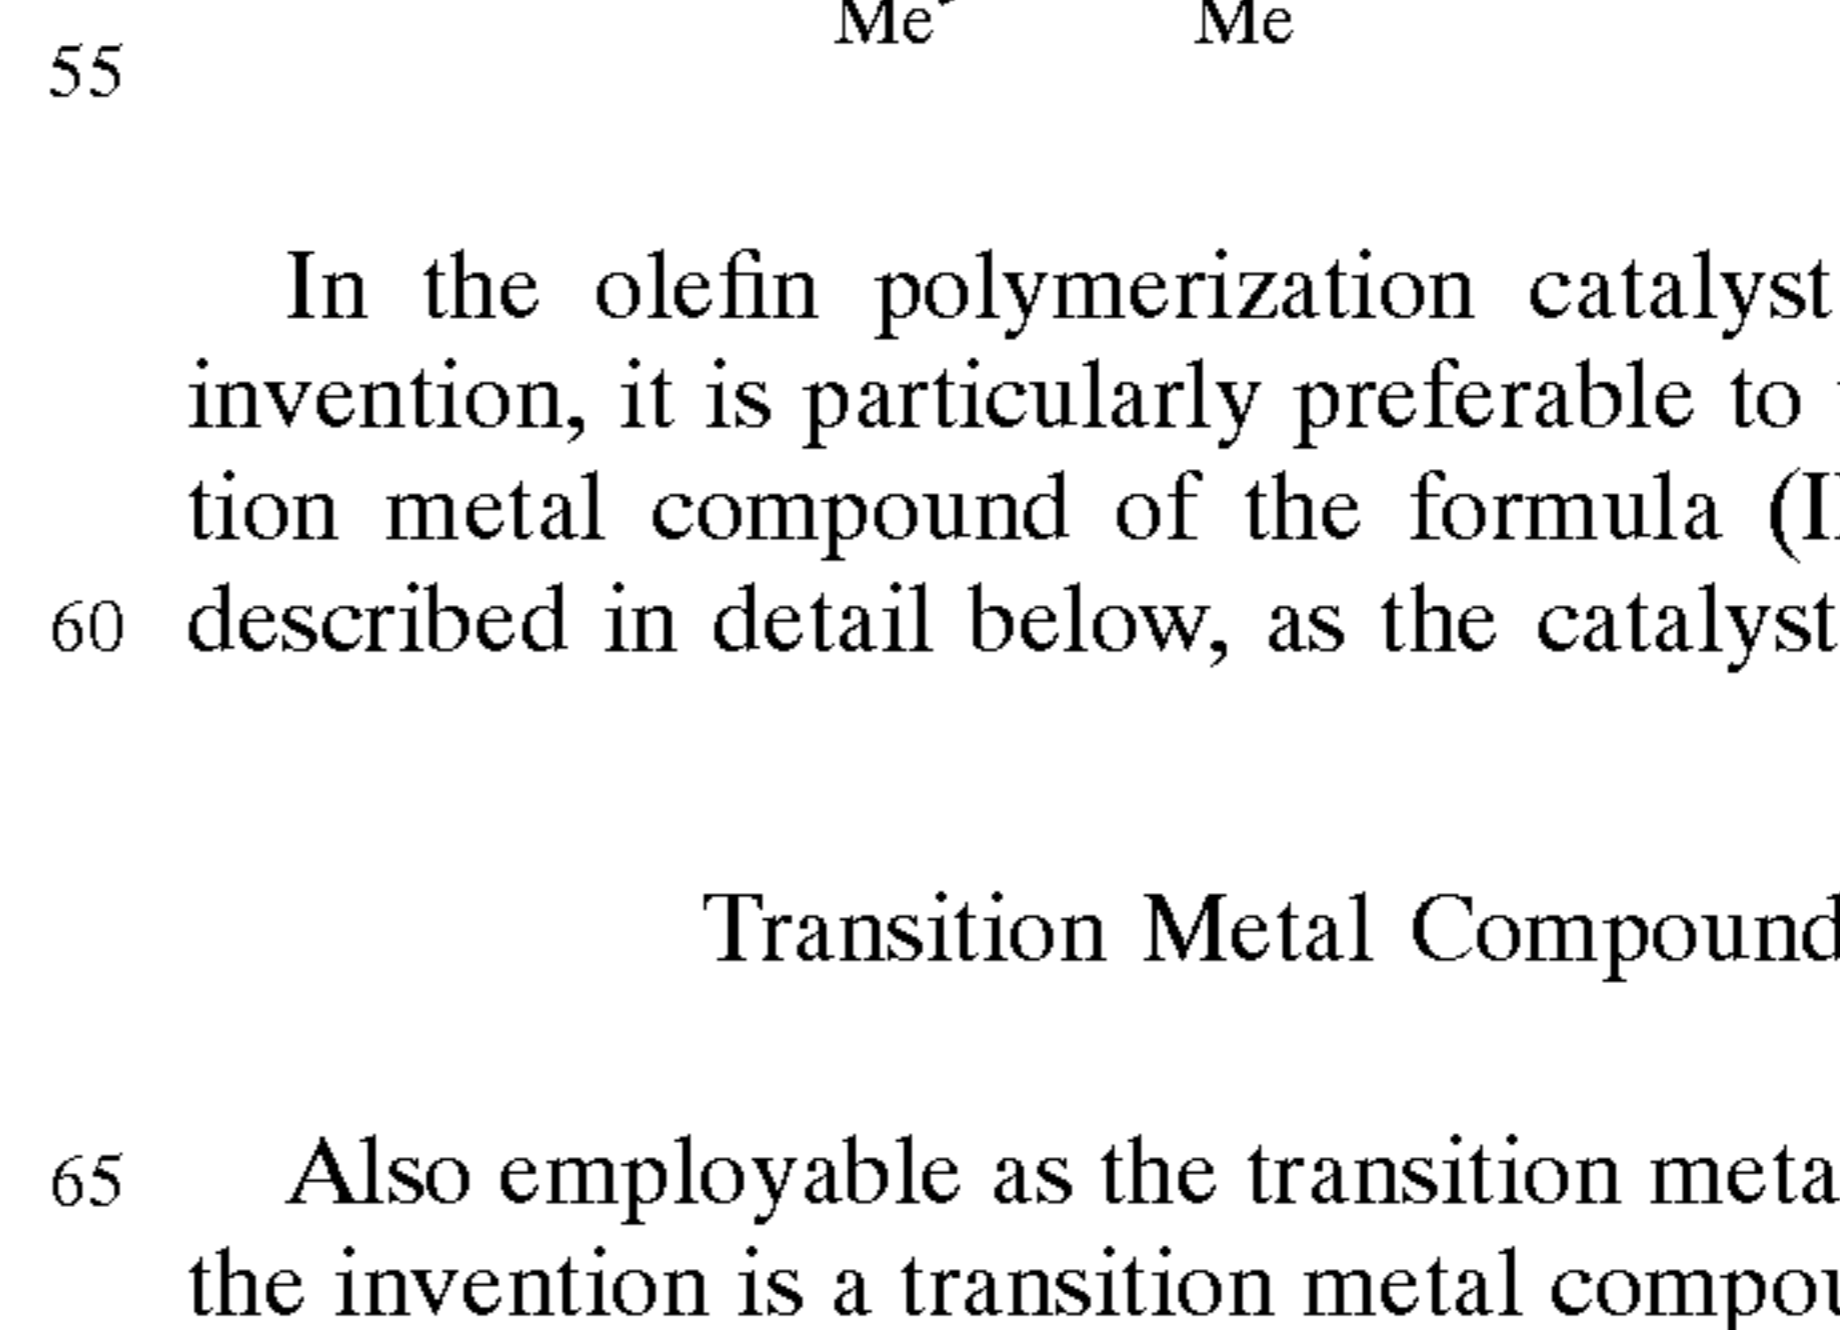 Me Me
55
In the olefin polymerization catalyst
invention, it is particularly preferable to
tion metal compound of the formula
60 described in detail below, as the catalyst
Transition Metal Compound
65 Also employable as the transition
the invention is a transition metal